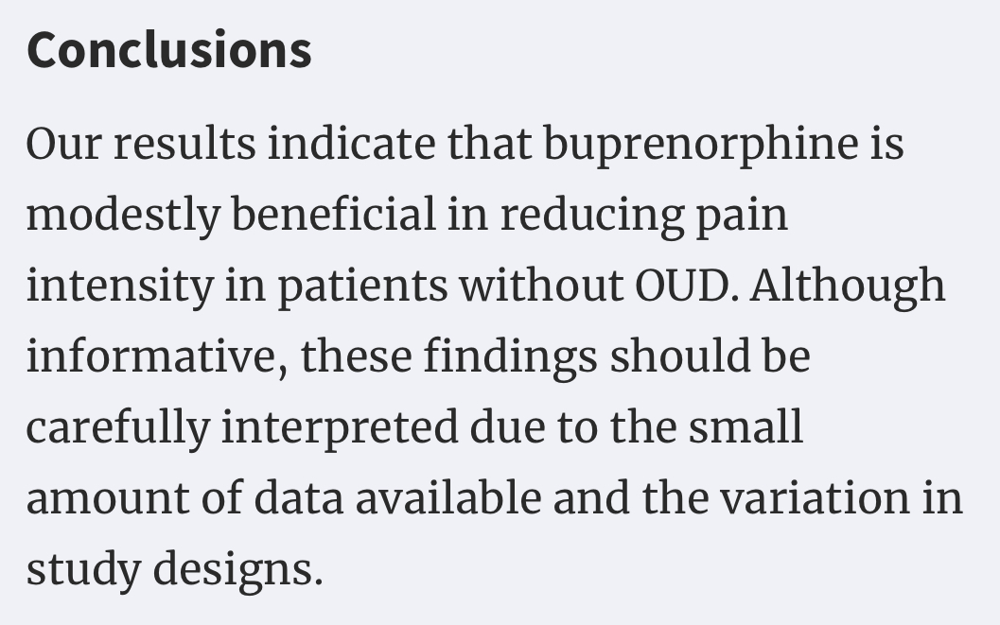 Conclusions
Our results indicate that buprenorphine is
modestly beneficial in reducing pain
intensity in patients without OUD. Although
informative, these findings should be
carefully interpreted due to the small
amount of data available and the variation in
study designs.